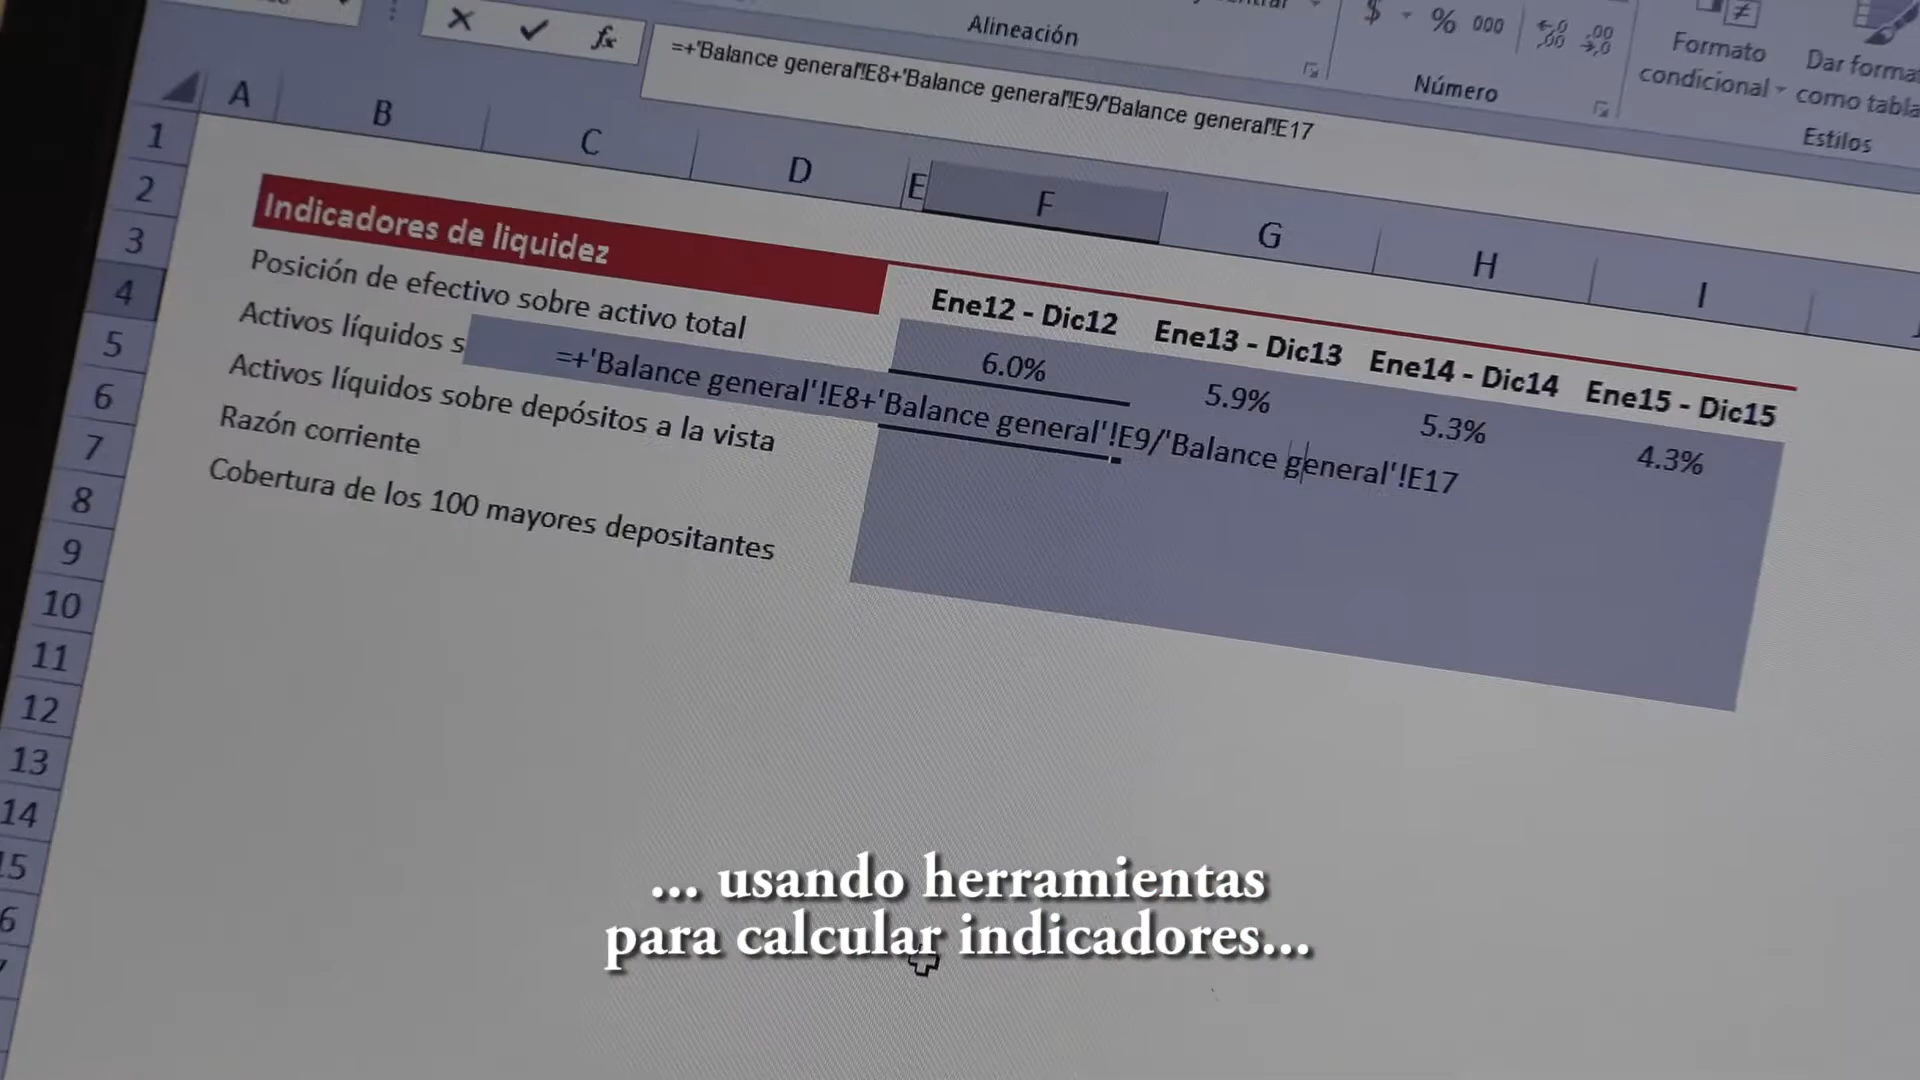 Alineación
$ % 000
Número
Formato
condicional
Dar forma
como tabla
Estilos
fx
=+'Balance general'!E8+'Balance general'!E9/'Balance general'!E17
A B C D E F G H I
1
2
3
4
5
6
7
8
9
10
11
12
13
14
15
Indicadores de liquidez
Ene12 - Dic12 Ene13 - Dic13 Ene14 - Dic14 Ene15 - Dic15
Posición de efectivo sobre activo total
6.0% 5.9% 5.3% 4.3%
Activos líquidos s
=+'Balance general'!E8+'Balance general'!E9/'Balance general'!E17
Activos líquidos sobre depósitos a la vista
Razón corriente
Cobertura de los 100 mayores depositantes
... usando herramientas
para calcular indicadores...